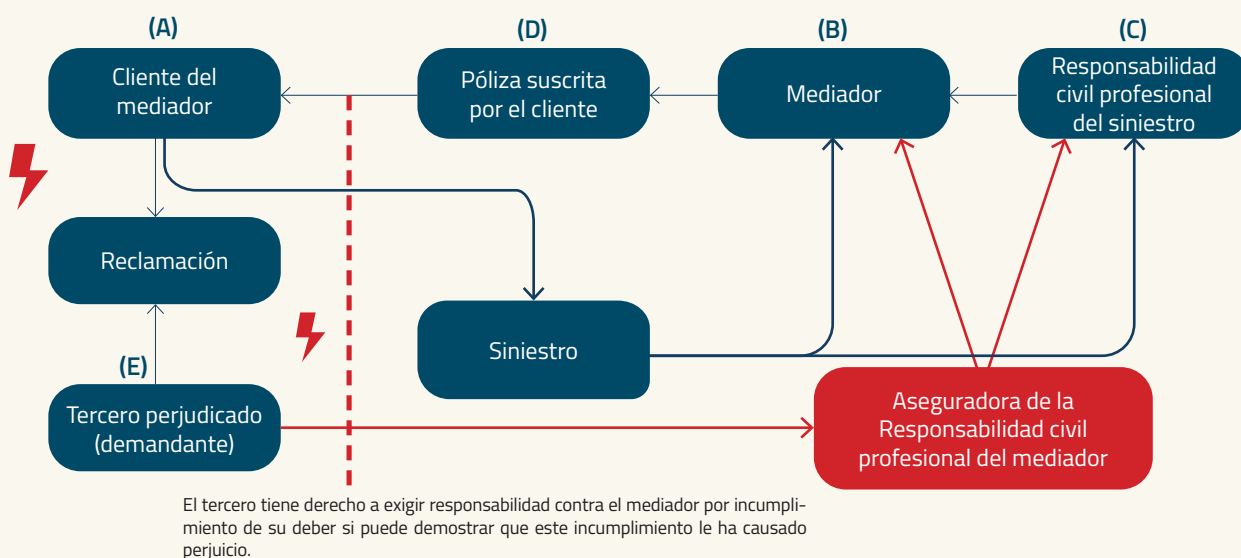 (A)
(D)
(B)
(C)
Cliente del
mediador
Póliza suscrita
por el cliente
Mediador
Responsabilidad
civil profesional
del siniestro
Reclamación
Siniestro
(E)
Tercero perjudicado
(demandante)
Aseguradora de la
Responsabilidad civil
profesional del mediador
El tercero tiene derecho a exigir responsabilidad contra el mediador por incumpli-
miento de su deber si puede demostrar que este incumplimiento le ha causado
perjuicio.